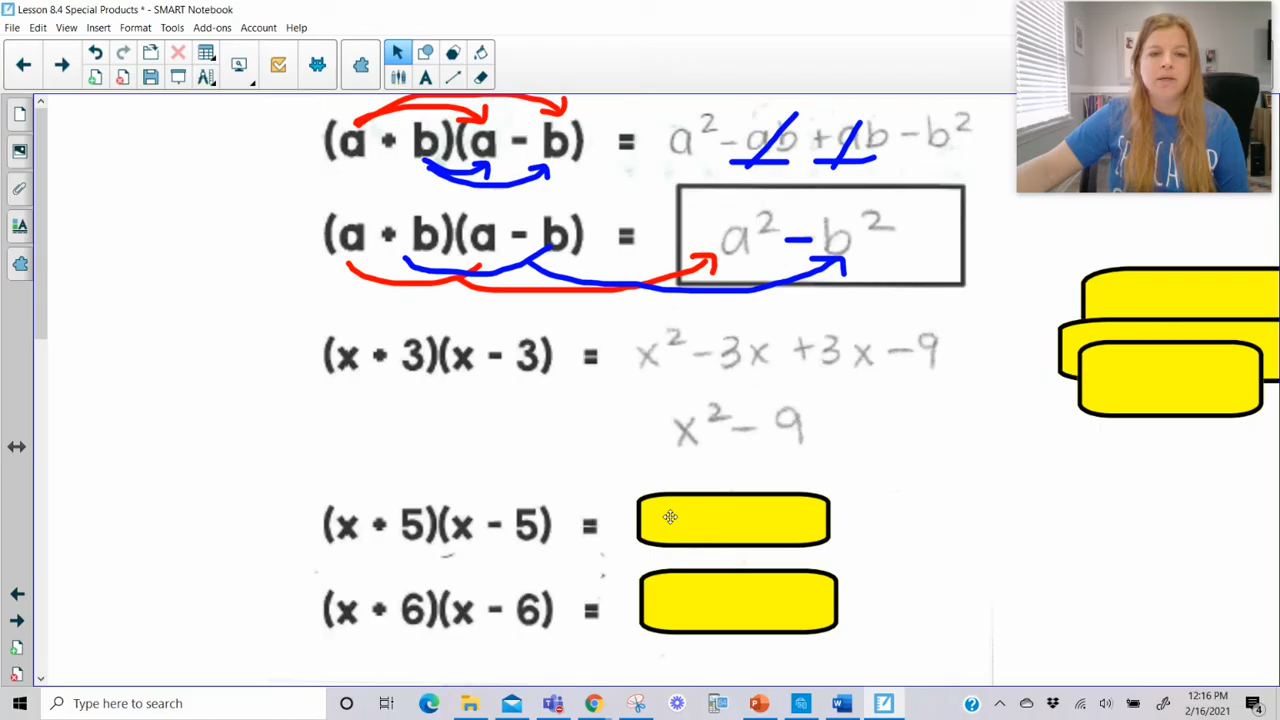 Lesson 8.4 Special Products * - SMART Notebook
File Edit View Insert Format Tools Add-ons Account Help
(a + b)(a - b) = a² - ab + ab - b²
(a + b)(a - b) = a² - b²
(x + 3)(x - 3) = x² - 3x + 3x - 9
x² - 9
(x + 5)(x - 5) =
(x + 6)(x - 6) =
Type here to search
12:16 PM
2/16/2021
4